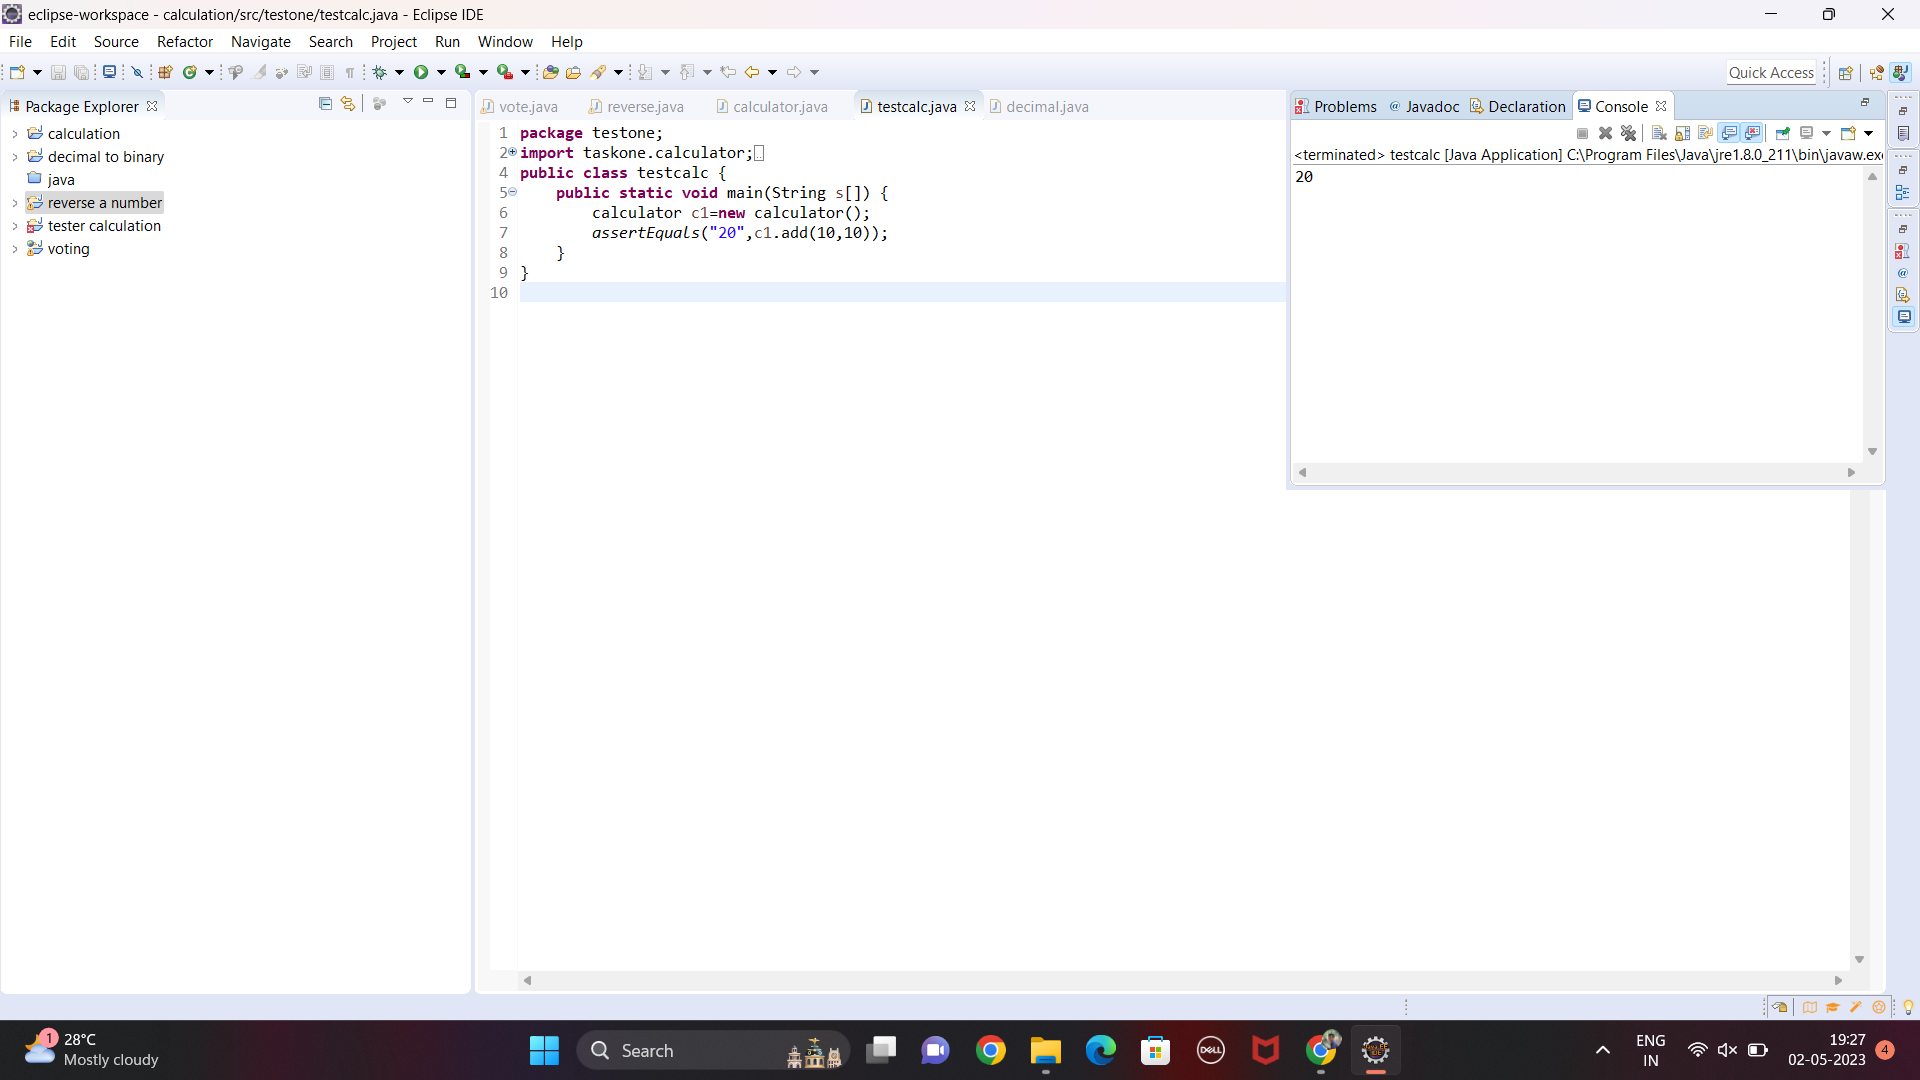 eclipse-workspace - calculation/src/testone/testcalc.java - Eclipse IDE
File Edit Source Refactor Navigate Search Project Run Window Help
Quick Access
Package Explorer
calculation
decimal to binary
java
reverse a number
tester calculation
voting
vote.java reverse.java calculator.java testcalc.java decimal.java
1 package testone;
2 import taskone.calculator;
4 public class testcalc {
5 public static void main(String s[]) {
6 calculator c1=new calculator();
7 assertEquals("20",c1.add(10,10));
8 }
9 }
10
Problems @ Javadoc Declaration Console
<terminated> testcalc [Java Application] C:\Program Files\Java\jre1.8.0_211\bin\javaw.exe
20
1
28°C
Mostly cloudy
Search
DELL
ENG
IN
19:27
02-05-2023
4